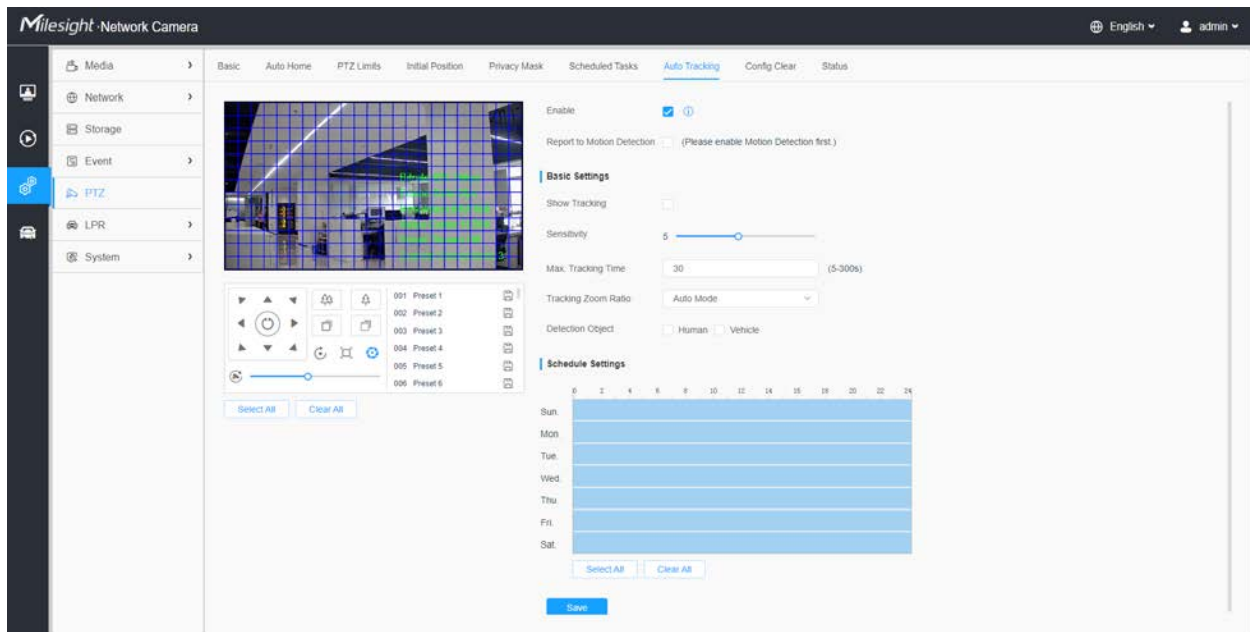 Milesight Network Camera
English
admin
Media
Network
Storage
Event
PTZ
LPR
System
Basic
Auto Home
PTZ Limits
Initial Position
Privacy Mask
Scheduled Tasks
Auto Tracking
Config Clear
Status
Enable
Report to Motion Detection
(Please enable Motion Detection first.)
Basic Settings
Show Tracking
Sensitivity
5
Max. Tracking Time
30
(5-300s)
Tracking Zoom Ratio
Auto Mode
Detection Object
Human
Vehicle
001 Preset 1
002 Preset 2
003 Preset 3
004 Preset 4
005 Preset 5
006 Preset 6
Select All
Clear All
Schedule Settings
0 2 4 6 8 10 12 14 16 18 20 22 24
Sun.
Mon.
Tue.
Wed.
Thu.
Fri.
Sat.
Select All
Clear All
Save